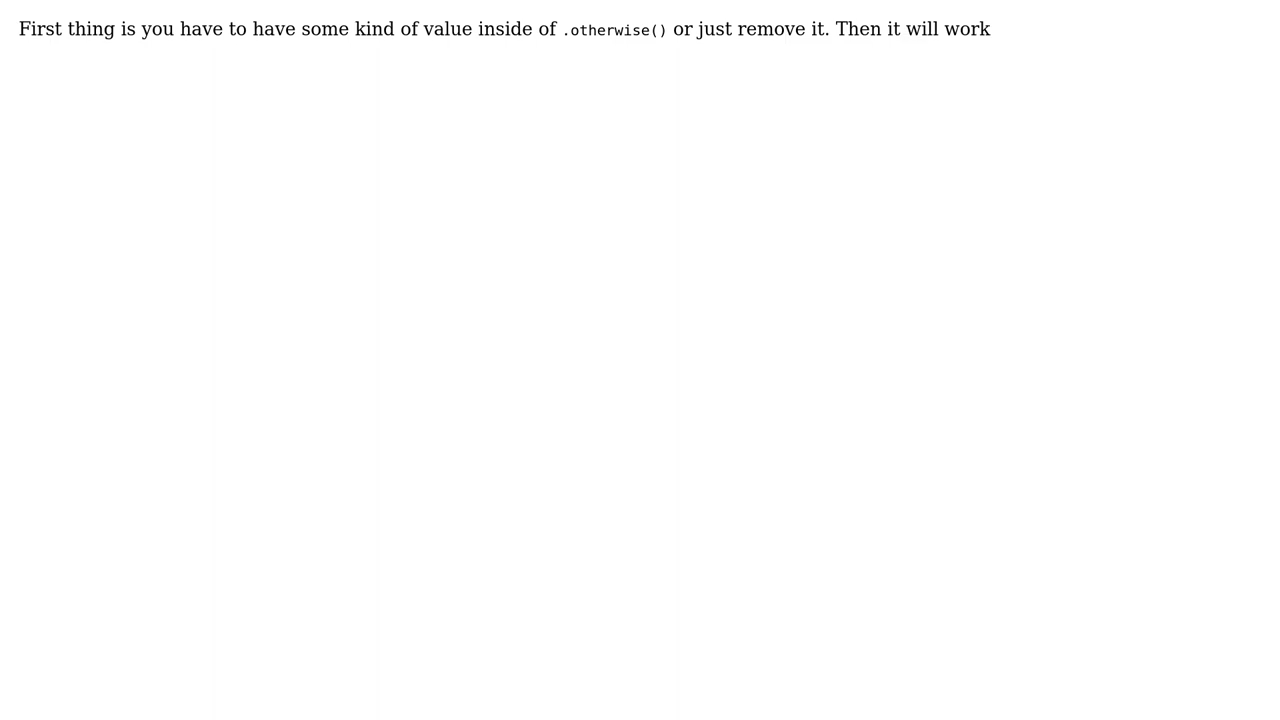 First thing is you have to have some kind of value inside of .otherwise() or just remove it. Then it will work